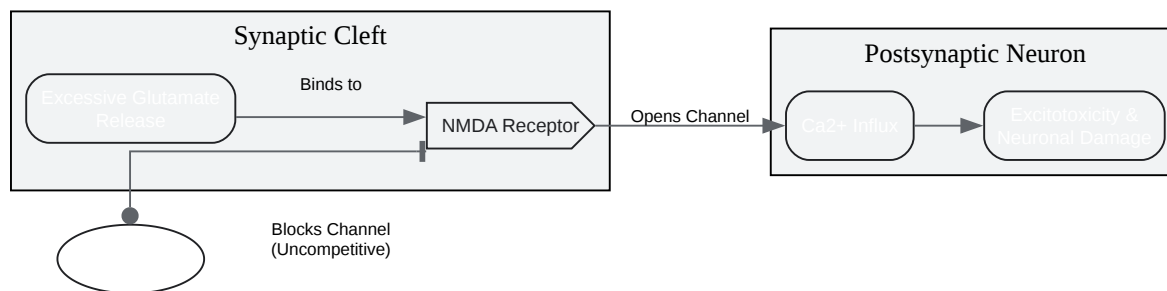 Synaptic Cleft
Postsynaptic Neuron
Excessive Glutamate
Release
Binds to
NMDA Receptor
Opens Channel
Ca2+ Influx
Excitotoxicity &
Neuronal Damage
Blocks Channel
(Uncompetitive)